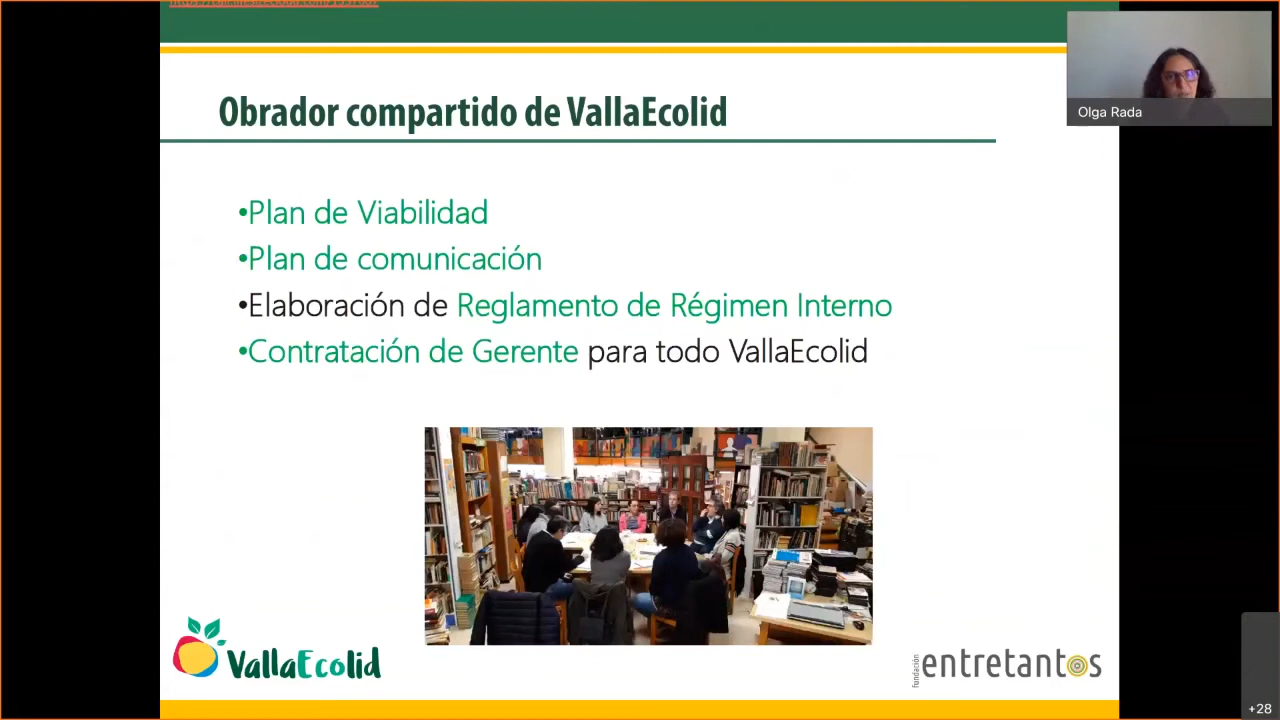 Obrador compartido de VallaEcolid
Olga Rada
•Plan de Viabilidad
•Plan de comunicación
•Elaboración de Reglamento de Régimen Interno
•Contratación de Gerente para todo VallaEcolid
VallaEcolid
fundación
entretantos
+28